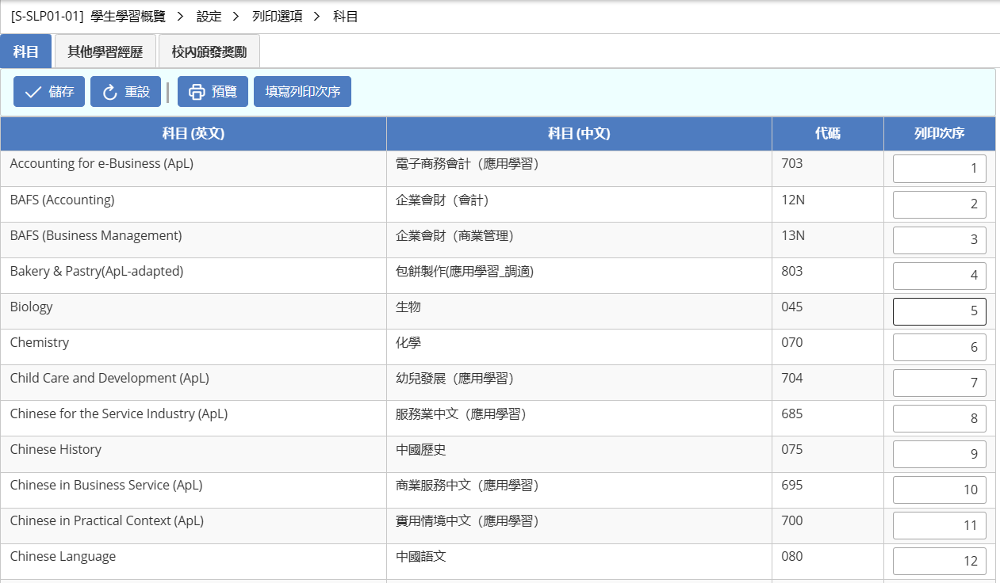 [S-SLP01-01] 學生學習概覽 > 設定 > 列印選項 > 科目
科目 其他學習經歷 校內頒發獎勵
儲存 重設 預覽 填寫列印次序
科目 (英文) 科目 (中文) 代碼 列印次序
Accounting for e-Business (ApL) 電子商務會計（應用學習） 703 1
BAFS (Accounting) 企業會財（會計） 12N 2
BAFS (Business Management) 企業會財（商業管理） 13N 3
Bakery & Pastry(ApL-adapted) 包餅製作(應用學習_調適) 803 4
Biology 生物 045 5
Chemistry 化學 070 6
Child Care and Development (ApL) 幼兒發展（應用學習） 704 7
Chinese for the Service Industry (ApL) 服務業中文（應用學習） 685 8
Chinese History 中國歷史 075 9
Chinese in Business Service (ApL) 商業服務中文（應用學習） 695 10
Chinese in Practical Context (ApL) 實用情境中文（應用學習） 700 11
Chinese Language 中國語文 080 12